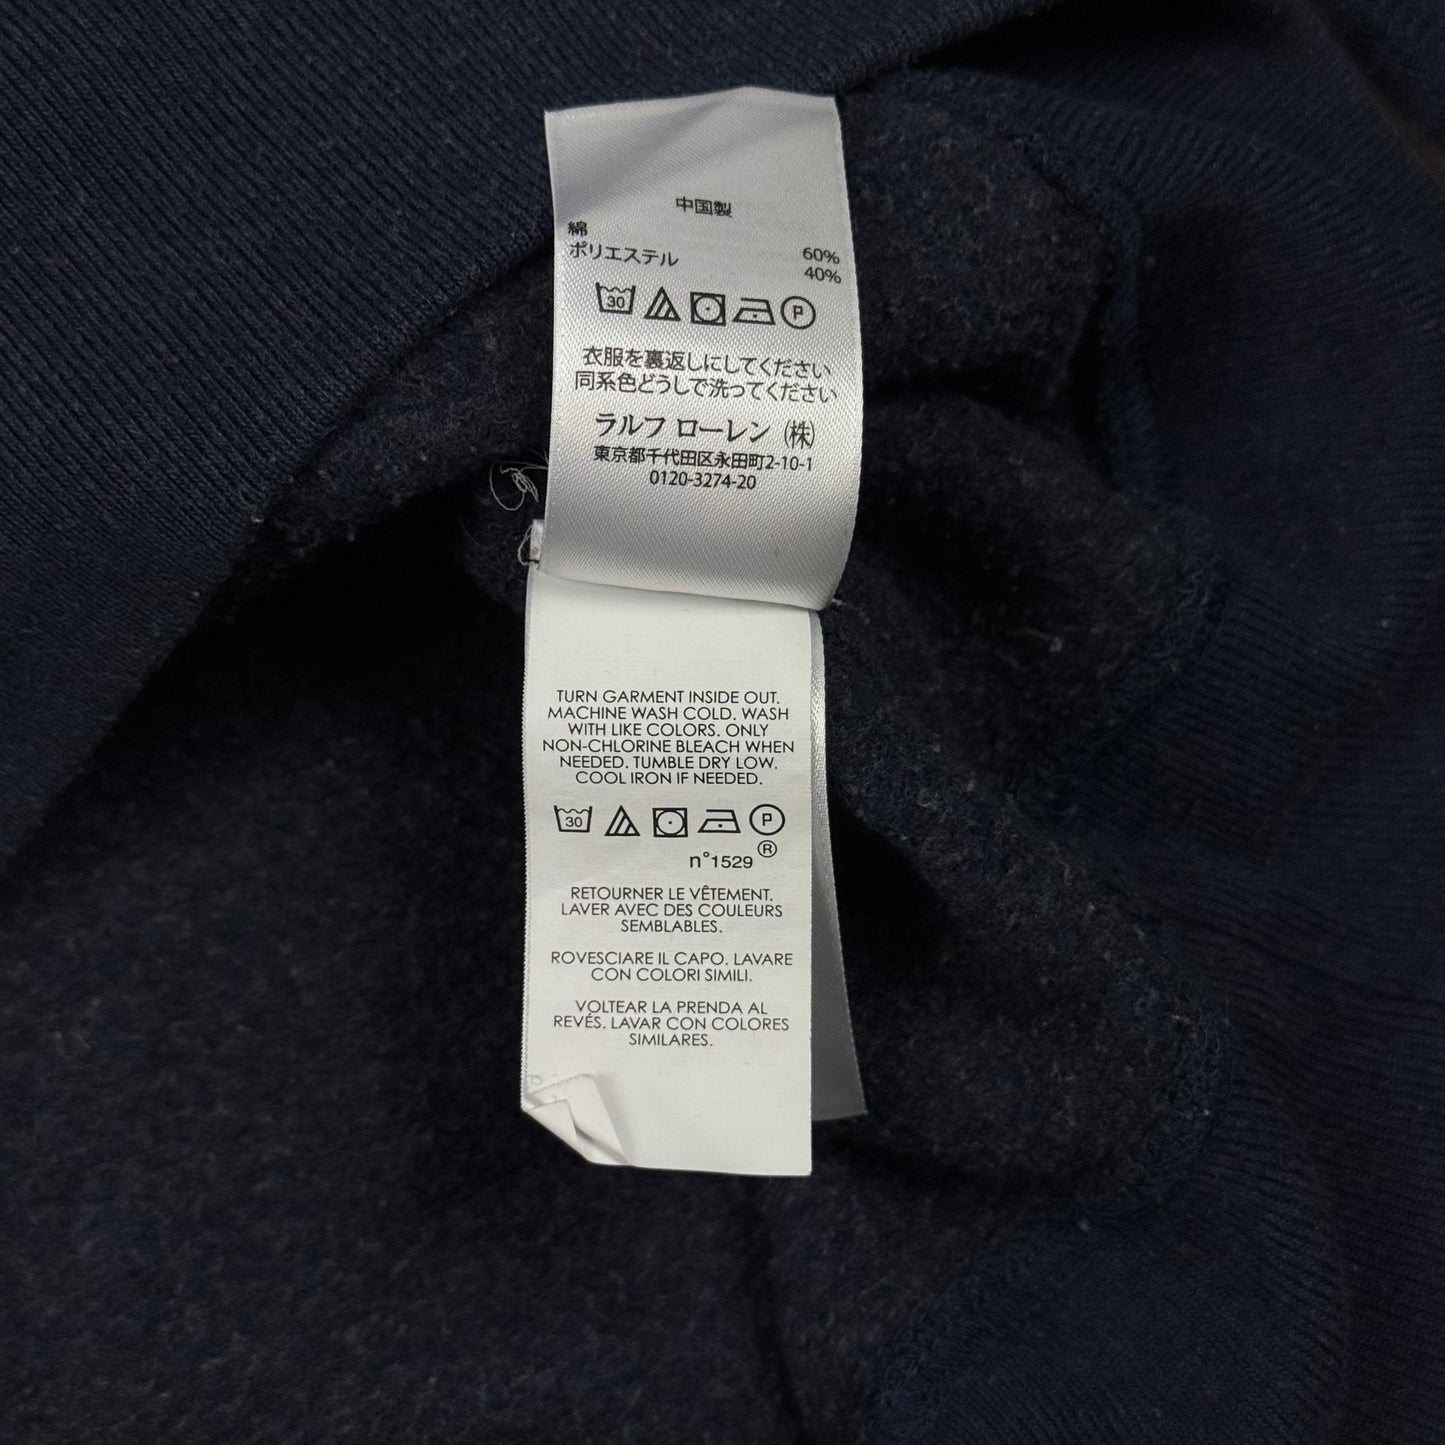 中国製
綿 60%
ポリエステル 40%
30 P
衣服を裏返しにしてください
同系色どうしで洗ってください
ラルフ ローレン (株)
東京都千代田区永田町2-10-1
0120-3274-20
TURN GARMENT INSIDE OUT.
MACHINE WASH COLD. WASH
WITH LIKE COLORS. ONLY
NON-CHLORINE BLEACH WHEN
NEEDED. TUMBLE DRY LOW.
COOL IRON IF NEEDED.
30 P
n°1529 ®
RETOURNER LE VÊTEMENT.
LAVER AVEC DES COULEURS
SEMBLABLES.
ROVESCIARE IL CAPO. LAVARE
CON COLORI SIMILI.
VOLTEAR LA PRENDA AL
REVÉS. LAVAR CON COLORES
SIMILARES.